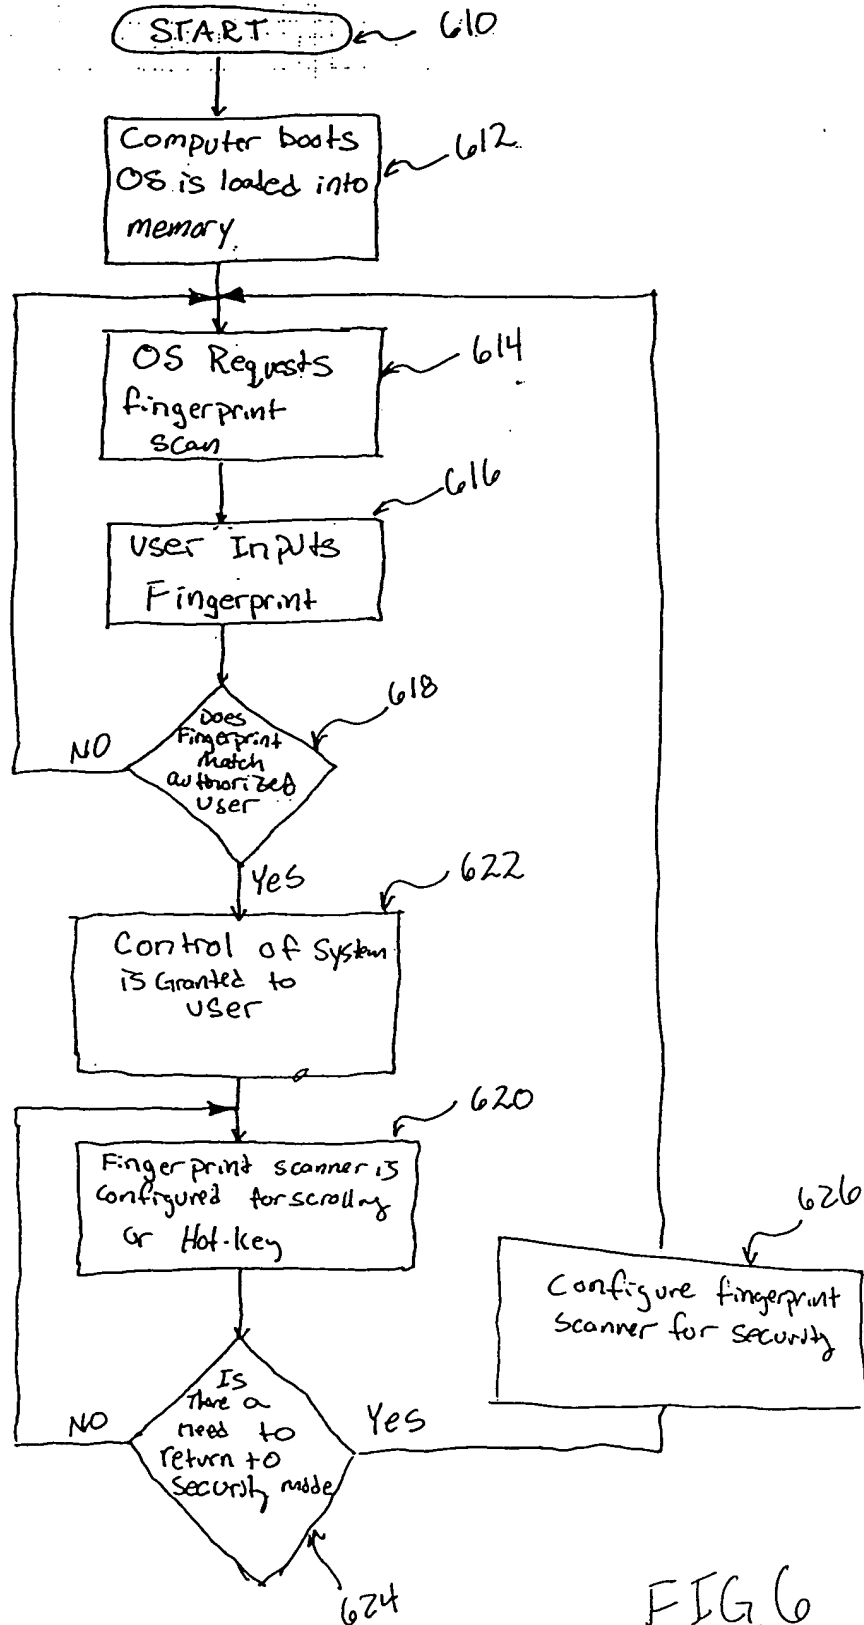 START
610
Computer boots
OS is loaded into
memory
612
OS Requests
fingerprint
scan
614
User Inputs
Fingerprint
616
Does
Fingerprint
Match
authorized
user
618
NO
Yes
Control of System
is Granted to
user
622
Fingerprint scanner is
configured for scrolling
or Hot-key
620
Is
There a
need to
return to
Security mode
624
NO
Yes
Configure fingerprint
scanner for security
626
FIG 6